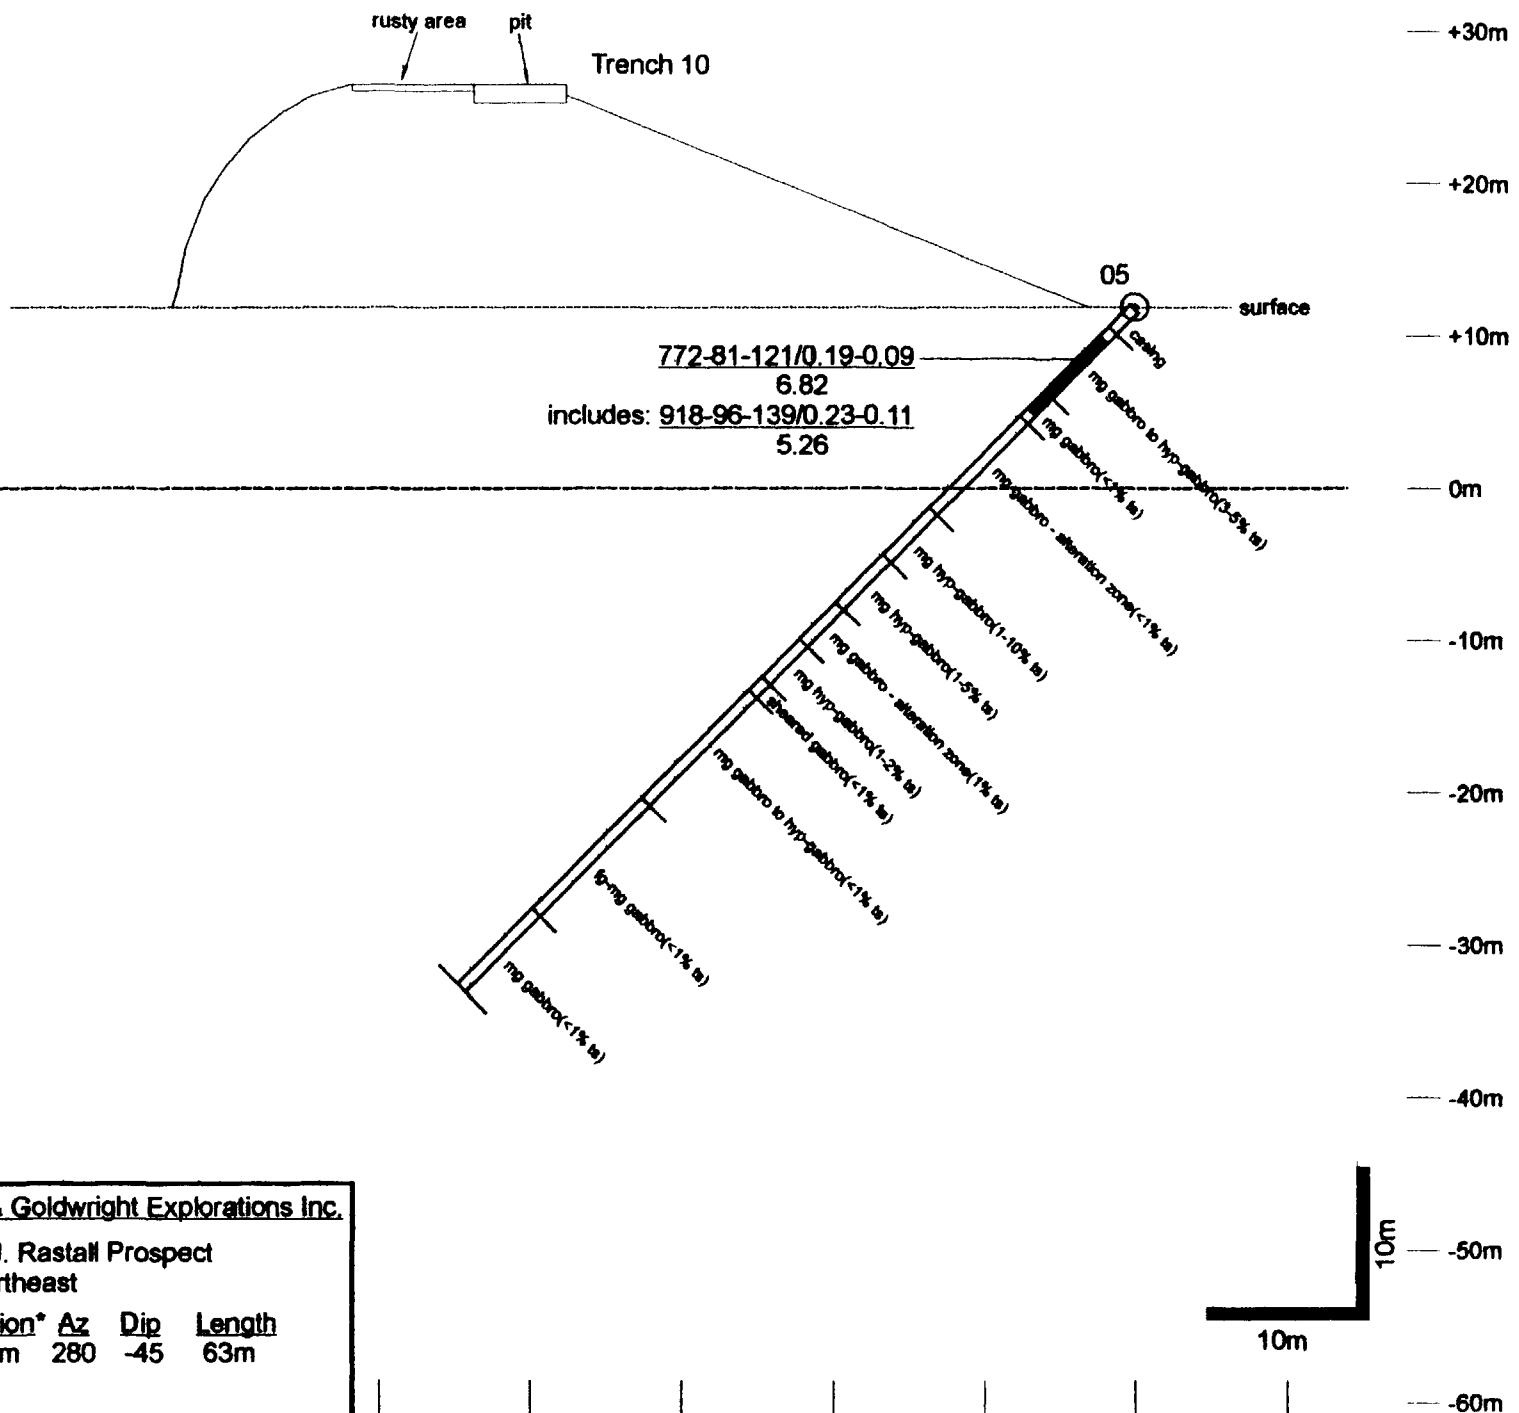 rusty area
pit
+30m
Trench 10
+20m
05
surface
+10m
casing
772-81-121/0.19-0.09
6.82
includes: 918-96-139/0.23-0.11
5.26
mg gabbro to hyp-gabbro(3-5% ts)
mg gabbro(<1% ts)
mg gabbro - alteration zone(<1% ts)
0m
mg hyp-gabbro(1-10% ts)
mg hyp-gabbro(1-5% ts)
-10m
mg gabbro - alteration zone(1% ts)
mg hyp-gabbro(1-2% ts)
sheared gabbro(<1% ts)
mg gabbro to hyp-gabbro(<1% ts)
-20m
fg-mg gabbro(<1% ts)
-30m
mg gabbro(<1% ts)
-40m
Goldwright Explorations Inc.
Rastall Prospect
rtheast
ion* Az Dip Length
m 280 -45 63m
10m
10m
-50m
-60m